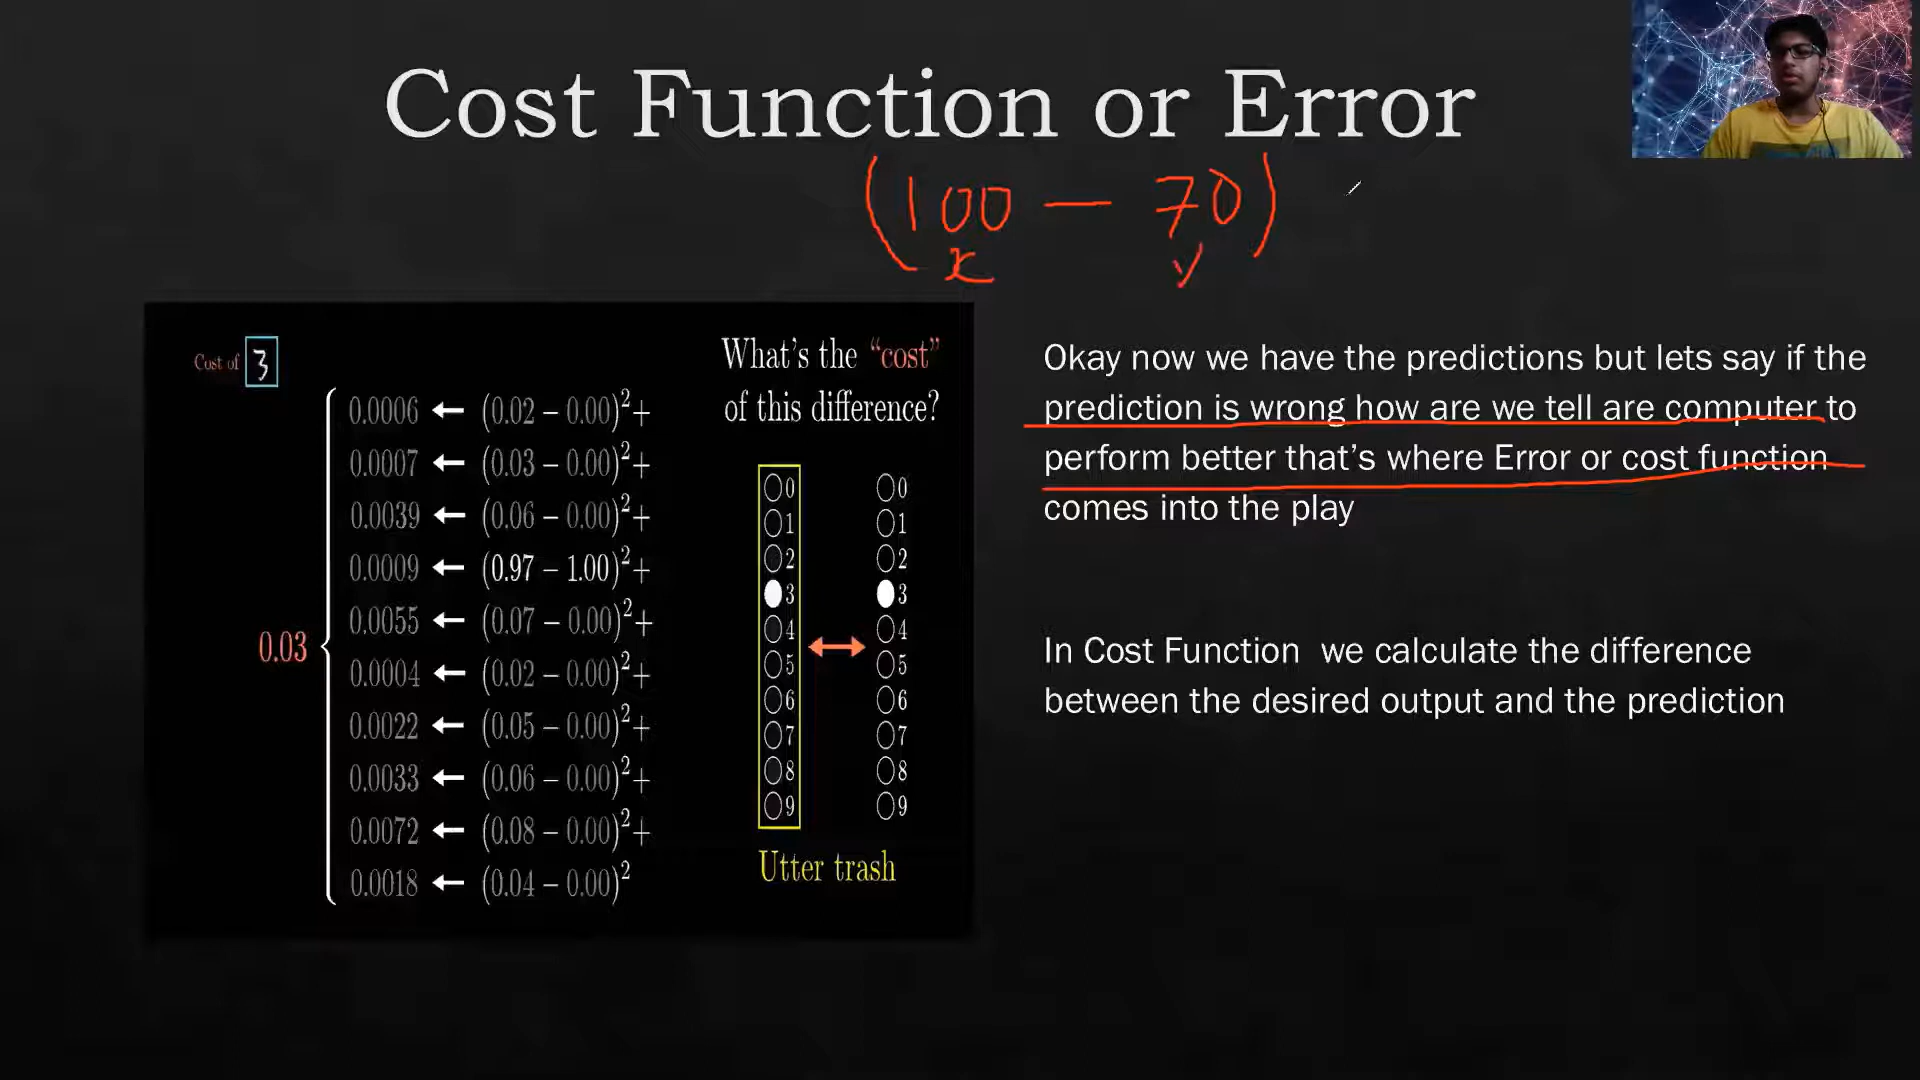 Cost Function or Error
(100 — 70)
x y
Cost of 3
What's the “cost”
of this difference?
0.0006 ← (0.02 − 0.00)²+
0.0007 ← (0.03 − 0.00)²+
0.0039 ← (0.06 − 0.00)²+
0.0009 ← (0.97 − 1.00)²+
0.0055 ← (0.07 − 0.00)²+
0.03
0.0004 ← (0.02 − 0.00)²+
0.0022 ← (0.05 − 0.00)²+
0.0033 ← (0.06 − 0.00)²+
0.0072 ← (0.08 − 0.00)²+
0.0018 ← (0.04 − 0.00)²
0 0
1 1
2 2
3 3
4 4
5 5
6 6
7 7
8 8
9 9
Utter trash
Okay now we have the predictions but lets say if the
prediction is wrong how are we tell are computer to
perform better that's where Error or cost function
comes into the play
In Cost Function we calculate the difference
between the desired output and the prediction